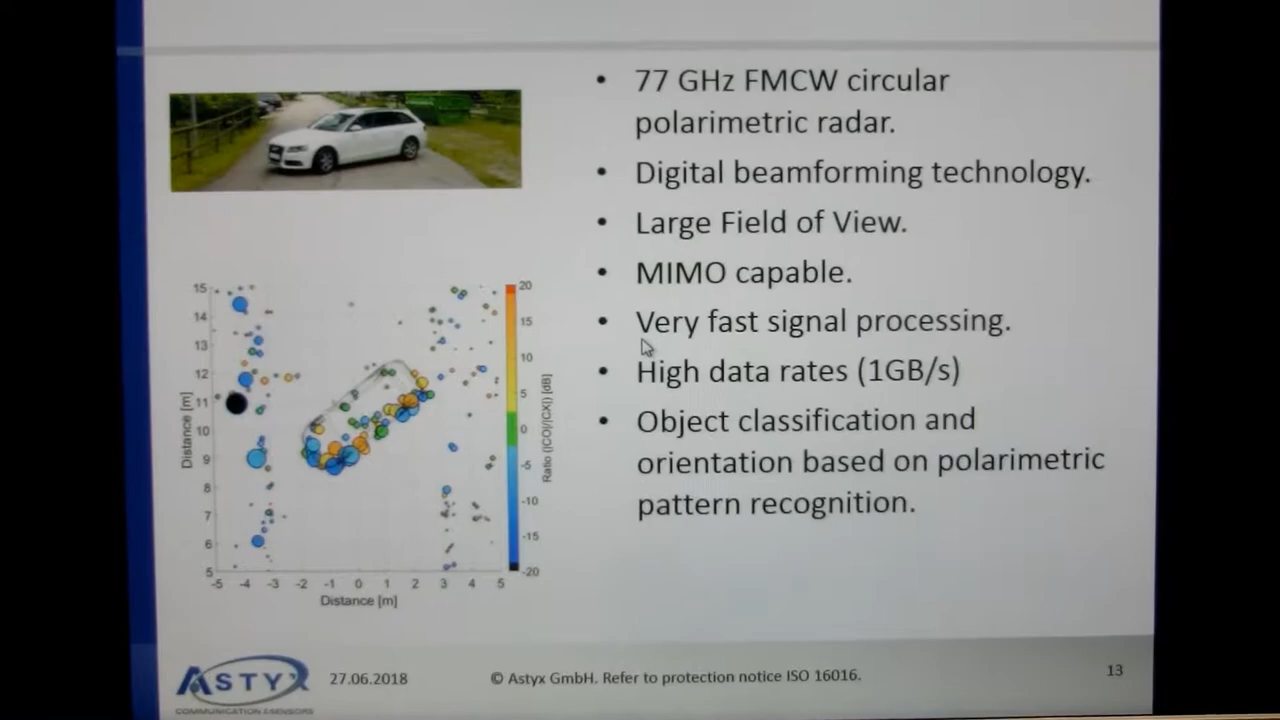 • 77 GHz FMCW circular
polarimetric radar.
• Digital beamforming technology.
• Large Field of View.
• MIMO capable.
• Very fast signal processing.
• High data rates (1GB/s)
• Object classification and
orientation based on polarimetric
pattern recognition.
15
14
13
12
11
10
9
8
7
6
5
Distance [m]
-5 -4 -3 -2 -1 0 1 2 3 4 5
Distance [m]
20
15
10
5
0
-5
-10
-15
-20
Ratio (|CO|/|CX|) [dB]
ASTYX
COMMUNICATION & SENSORS
27.06.2018
© Astyx GmbH. Refer to protection notice ISO 16016.
13